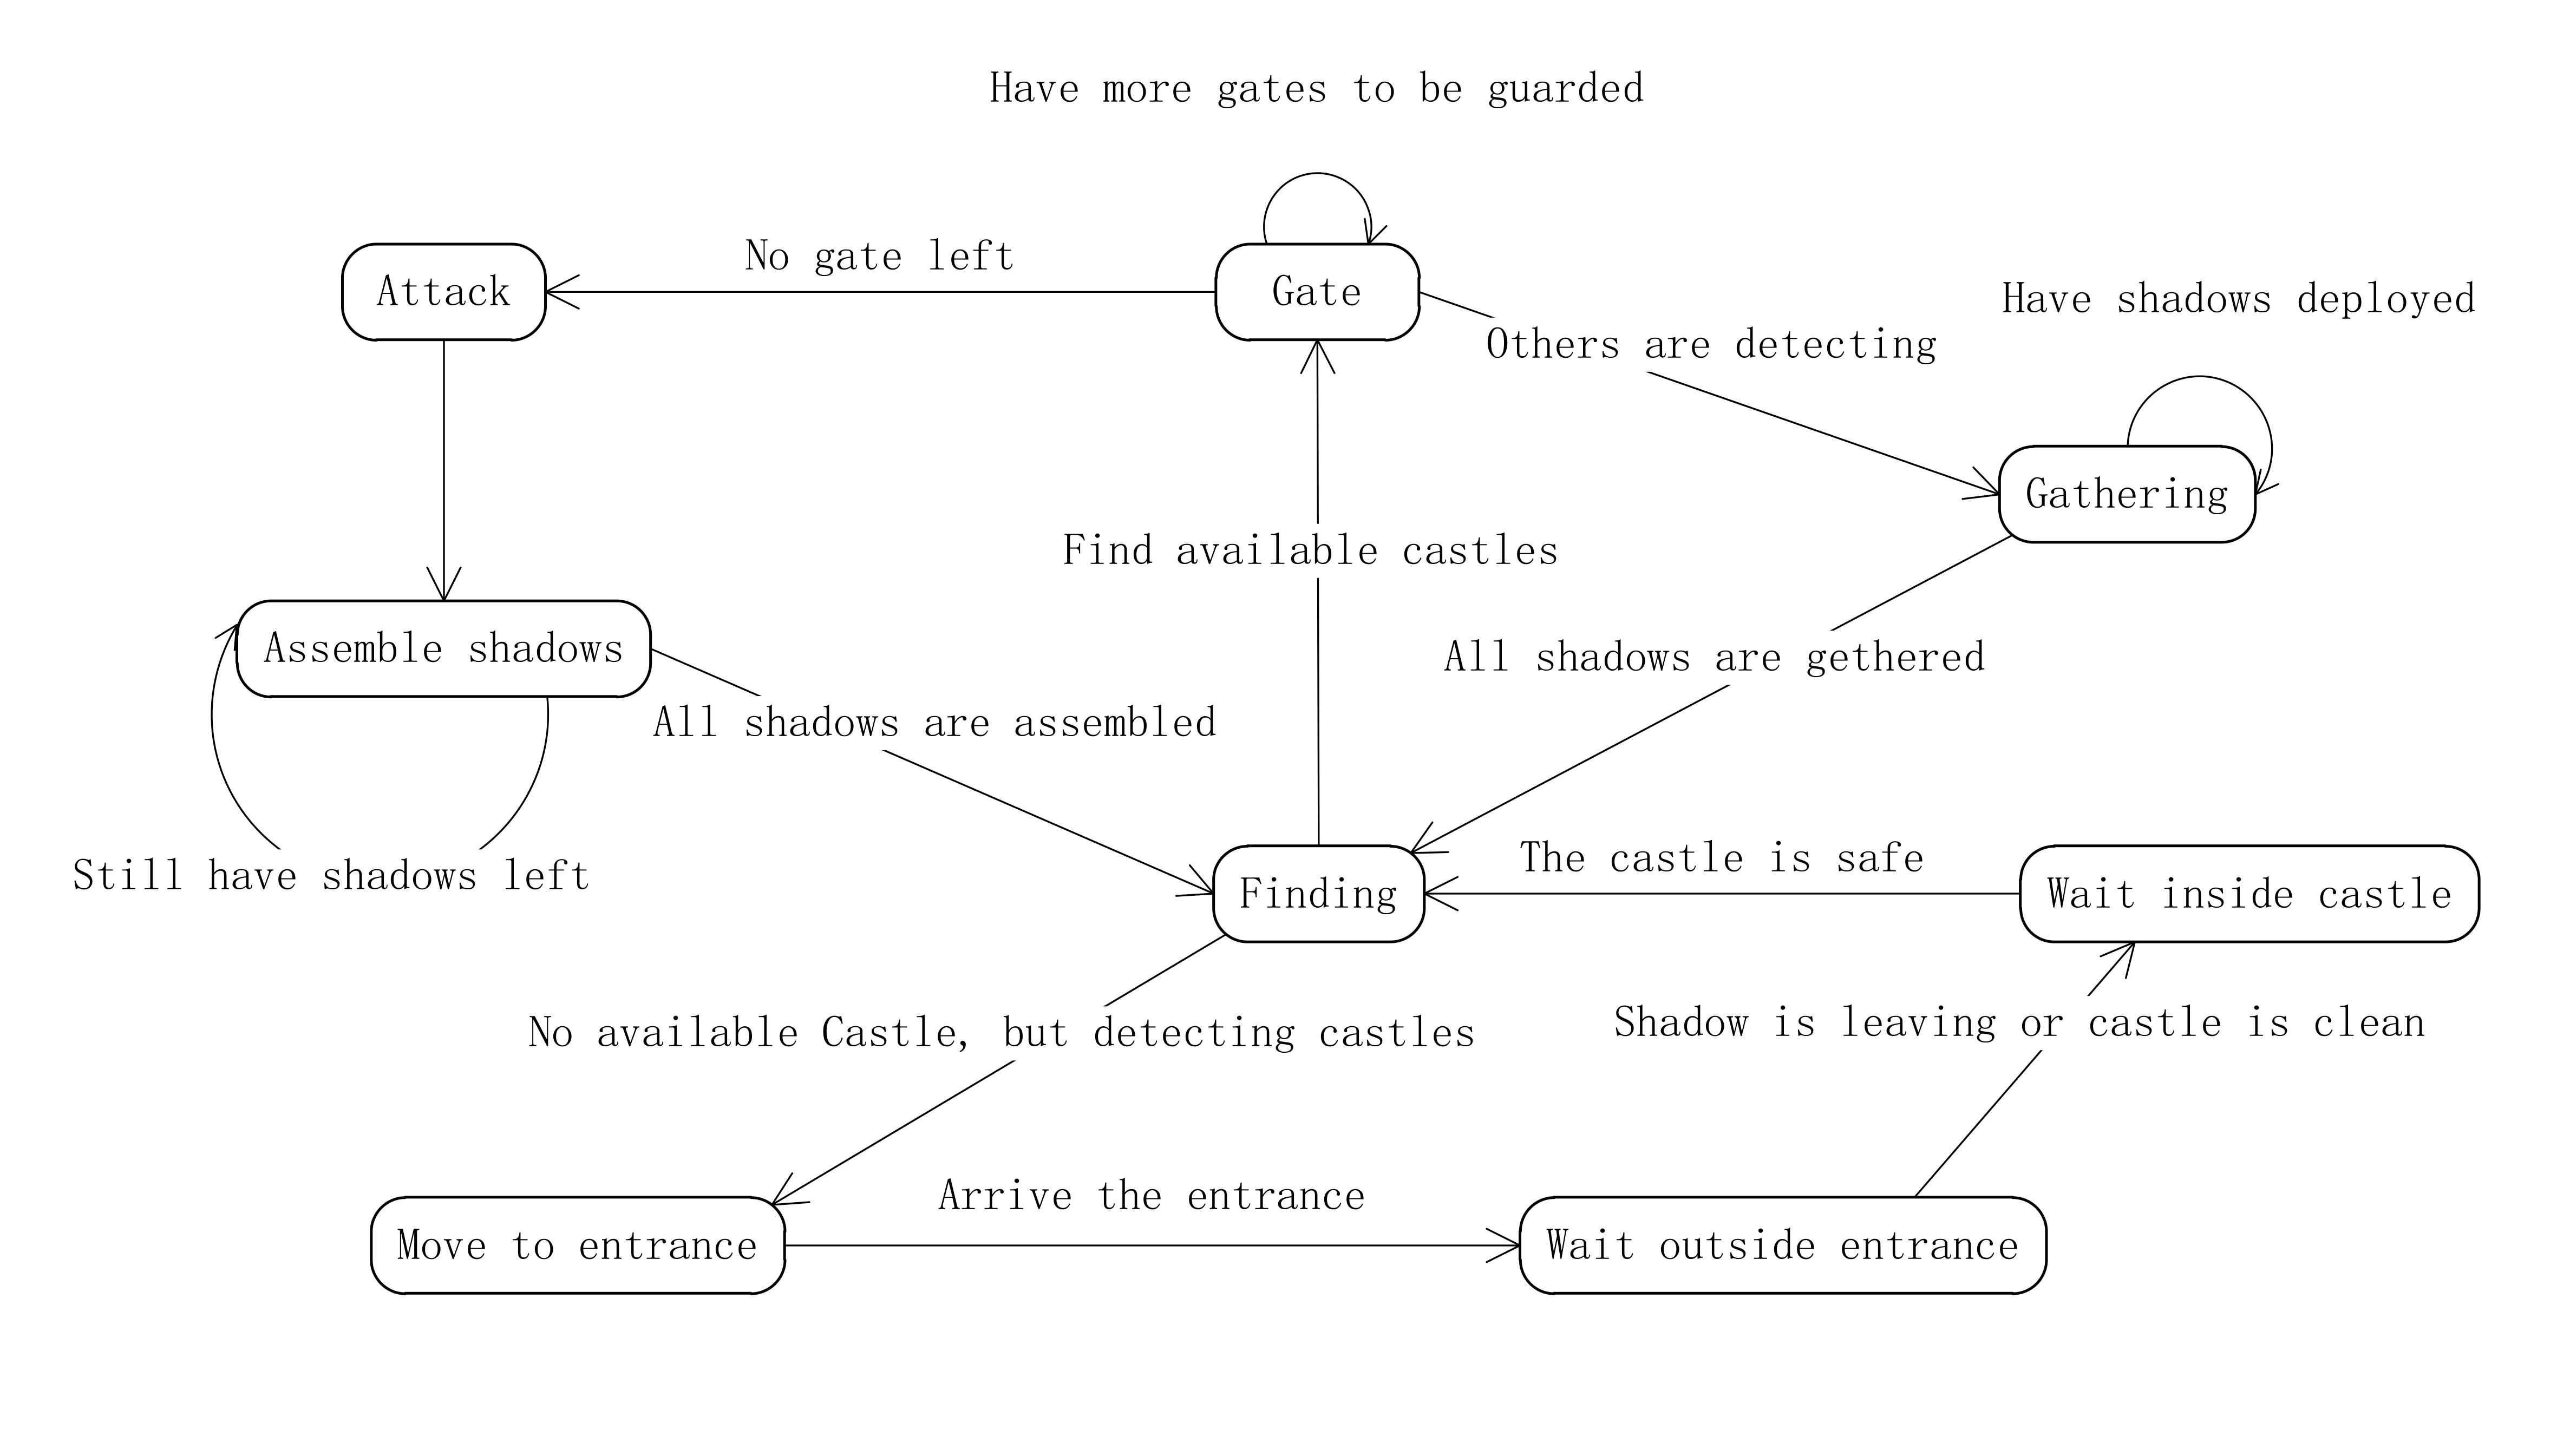 Have more gates to be guarded
No gate left
Attack
Gate
Have shadows deployed
Others are detecting
Gathering
Find available castles
Assemble shadows
All shadows are gethered
All shadows are assembled
Still have shadows left
The castle is safe
Finding
Wait inside castle
No available Castle, but detecting castles
Shadow is leaving or castle is clean
Arrive the entrance
Move to entrance
Wait outside entrance